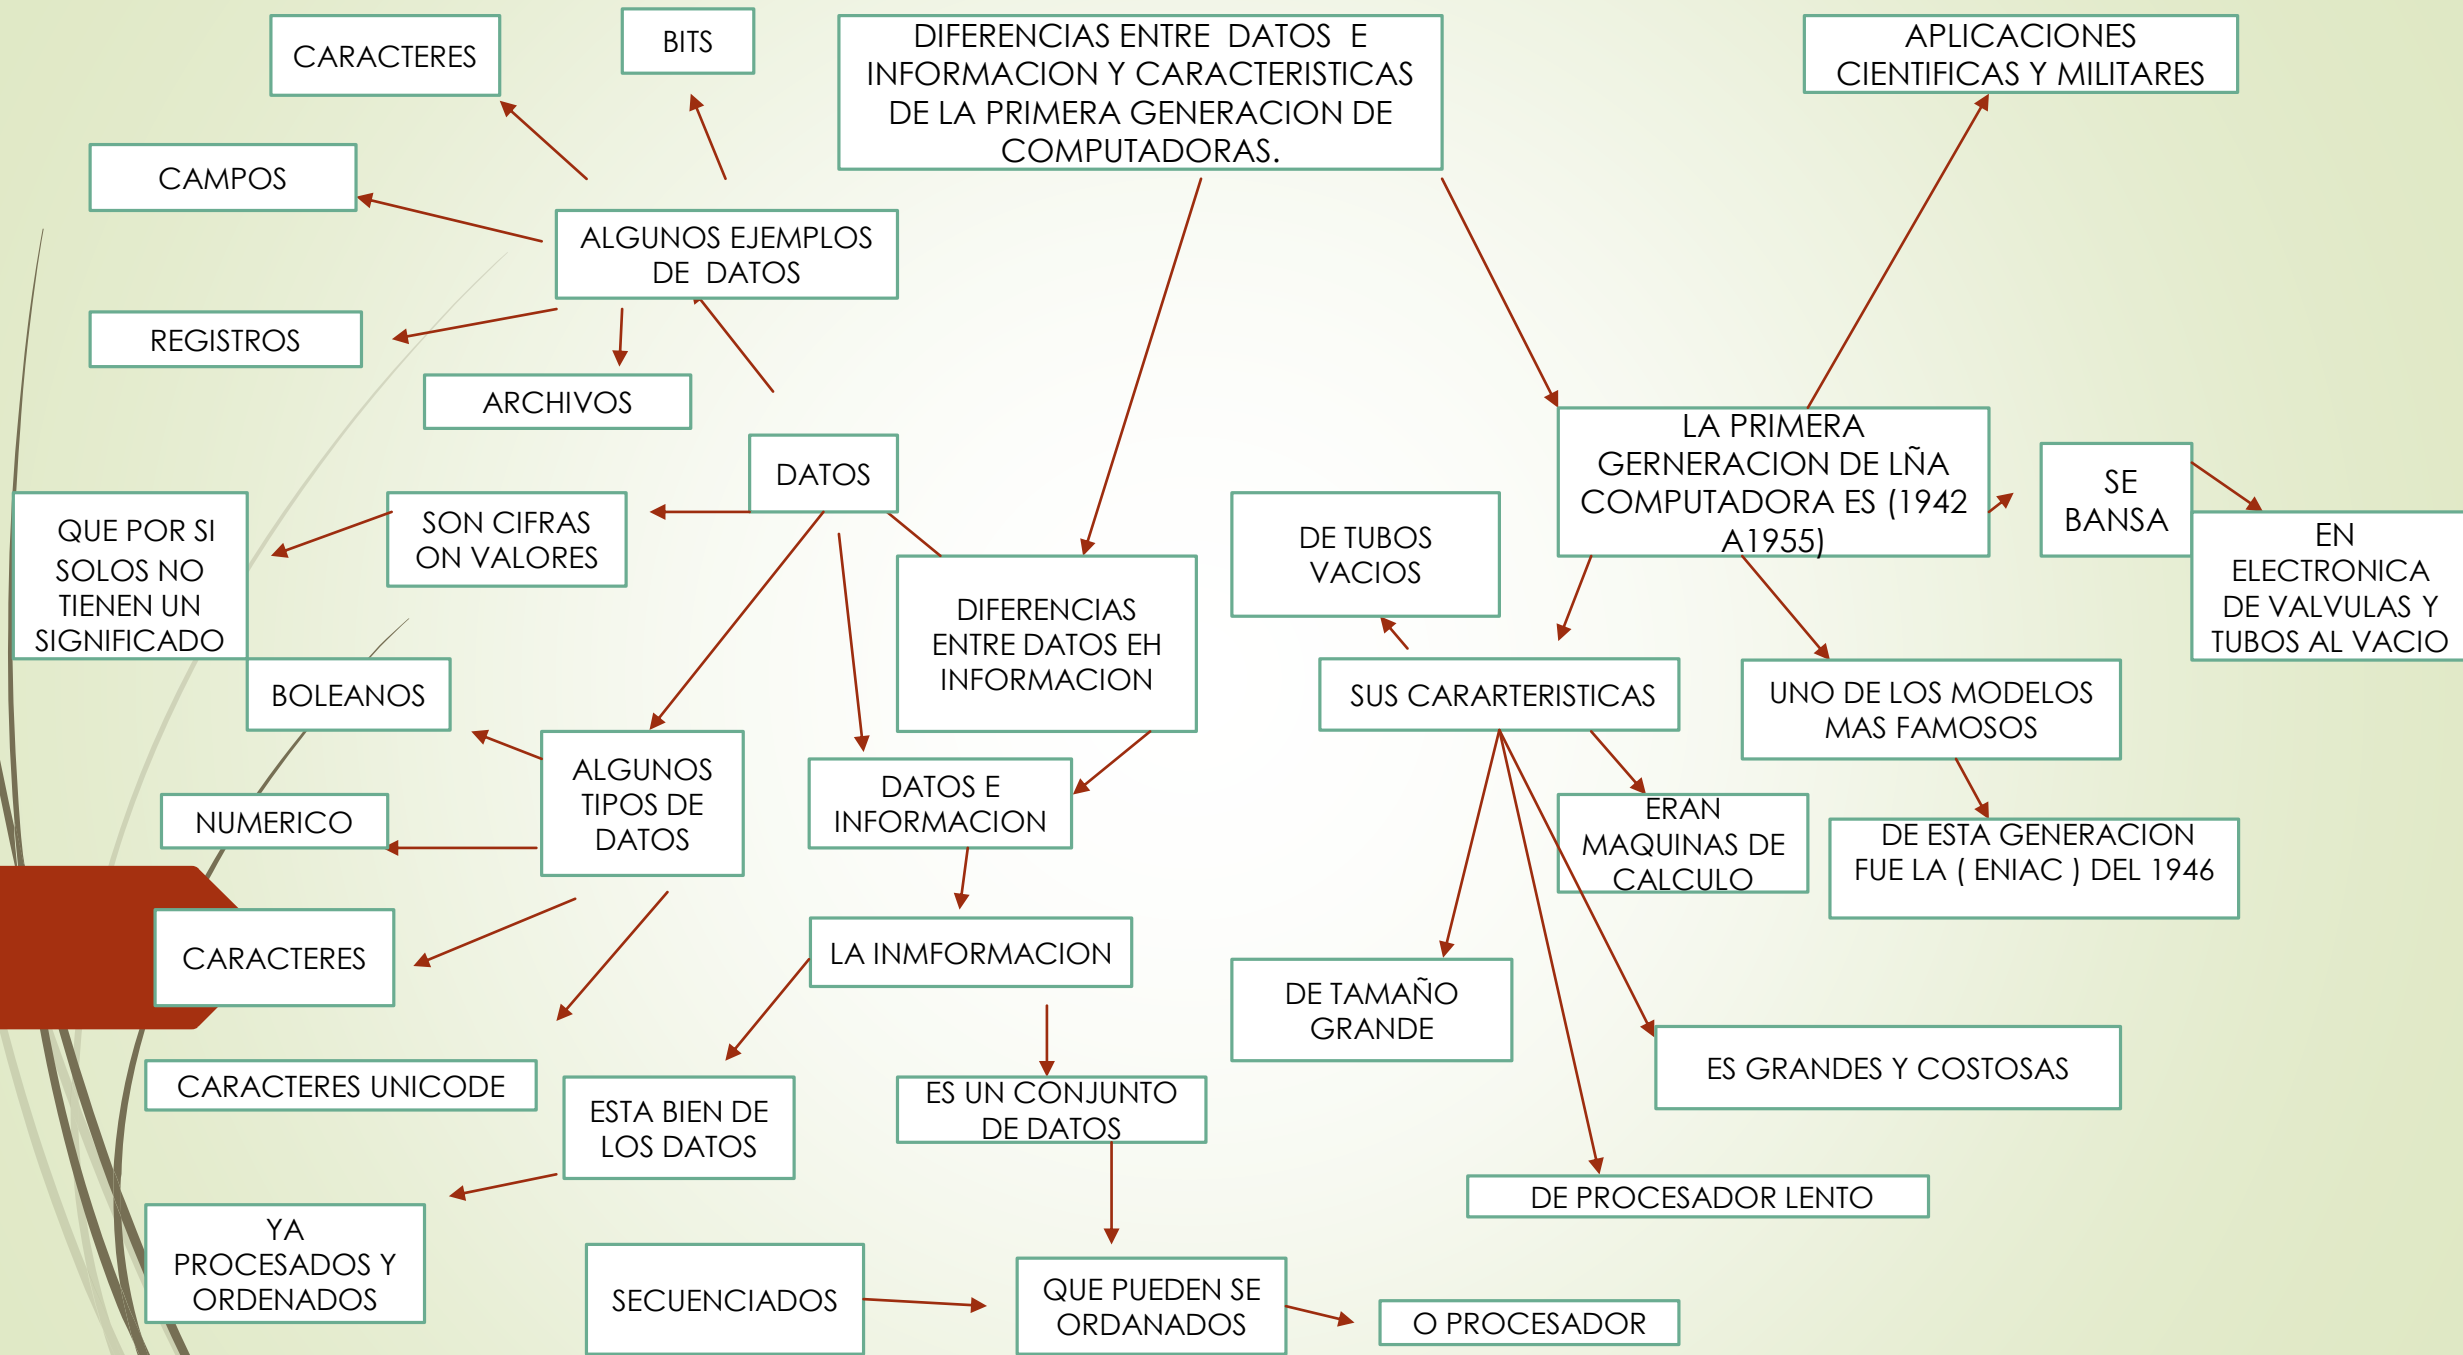 CARACTERES
BITS
DIFERENCIAS ENTRE DATOS E
INFORMACION Y CARACTERISTICAS
DE LA PRIMERA GENERACION DE
COMPUTADORAS.
APLICACIONES
CIENTIFICAS Y MILITARES
CAMPOS
ALGUNOS EJEMPLOS
DE DATOS
REGISTROS
ARCHIVOS
DATOS
LA PRIMERA
GERNERACION DE LÑA
COMPUTADORA ES (1942
A1955)
SE
BANSA
QUE POR SI
SOLOS NO
TIENEN UN
SIGNIFICADO
SON CIFRAS
ON VALORES
DE TUBOS
VACIOS
EN
ELECTRONICA
DE VALVULAS Y
TUBOS AL VACIO
DIFERENCIAS
ENTRE DATOS EH
INFORMACION
BOLEANOS
SUS CARARTERISTICAS
UNO DE LOS MODELOS
MAS FAMOSOS
ALGUNOS
TIPOS DE
DATOS
DATOS E
INFORMACION
NUMERICO
ERAN
MAQUINAS DE
CALCULO
DE ESTA GENERACION
FUE LA ( ENIAC ) DEL 1946
CARACTERES
LA INMFORMACION
DE TAMAÑO
GRANDE
ES GRANDES Y COSTOSAS
CARACTERES UNICODE
ESTA BIEN DE
LOS DATOS
ES UN CONJUNTO
DE DATOS
DE PROCESADOR LENTO
YA
PROCESADOS Y
ORDENADOS
SECUENCIADOS
QUE PUEDEN SE
ORDANADOS
O PROCESADOR